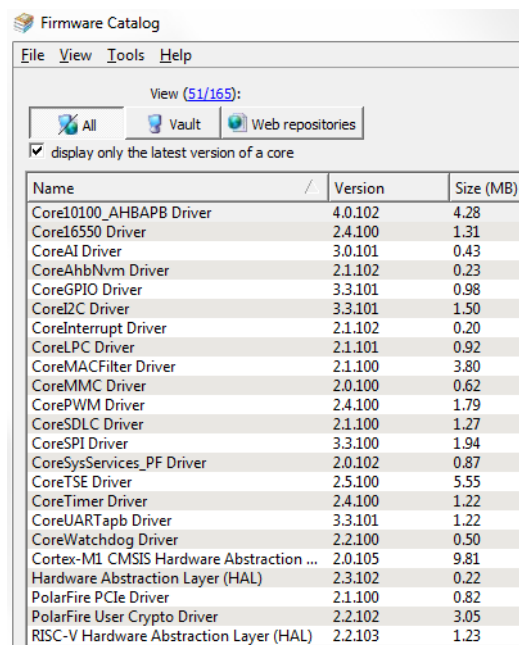 Firmware Catalog
File View Tools Help
View (51/165):
All Vault Web repositories
display only the latest version of a core
Name Version Size (MB)
Core10100_AHBAPB Driver 4.0.102 4.28
Core16550 Driver 2.4.100 1.31
CoreAI Driver 3.0.101 0.43
CoreAhbNvm Driver 2.1.102 0.23
CoreGPIO Driver 3.3.101 0.98
CoreI2C Driver 3.3.101 1.50
CoreInterrupt Driver 2.1.102 0.20
CoreLPC Driver 2.1.101 0.92
CoreMACFilter Driver 2.1.100 3.80
CoreMMC Driver 2.0.100 0.62
CorePWM Driver 2.4.100 1.79
CoreSDLC Driver 2.1.100 1.27
CoreSPI Driver 3.3.100 1.94
CoreSysServices_PF Driver 2.0.102 0.87
CoreTSE Driver 2.5.100 5.55
CoreTimer Driver 2.4.100 1.22
CoreUARTapb Driver 3.3.101 1.22
CoreWatchdog Driver 2.2.100 0.50
Cortex-M1 CMSIS Hardware Abstraction ... 2.0.105 9.81
Hardware Abstraction Layer (HAL) 2.3.102 0.22
PolarFire PCIe Driver 2.1.100 0.82
PolarFire User Crypto Driver 2.2.102 3.05
RISC-V Hardware Abstraction Layer (HAL) 2.2.103 1.23